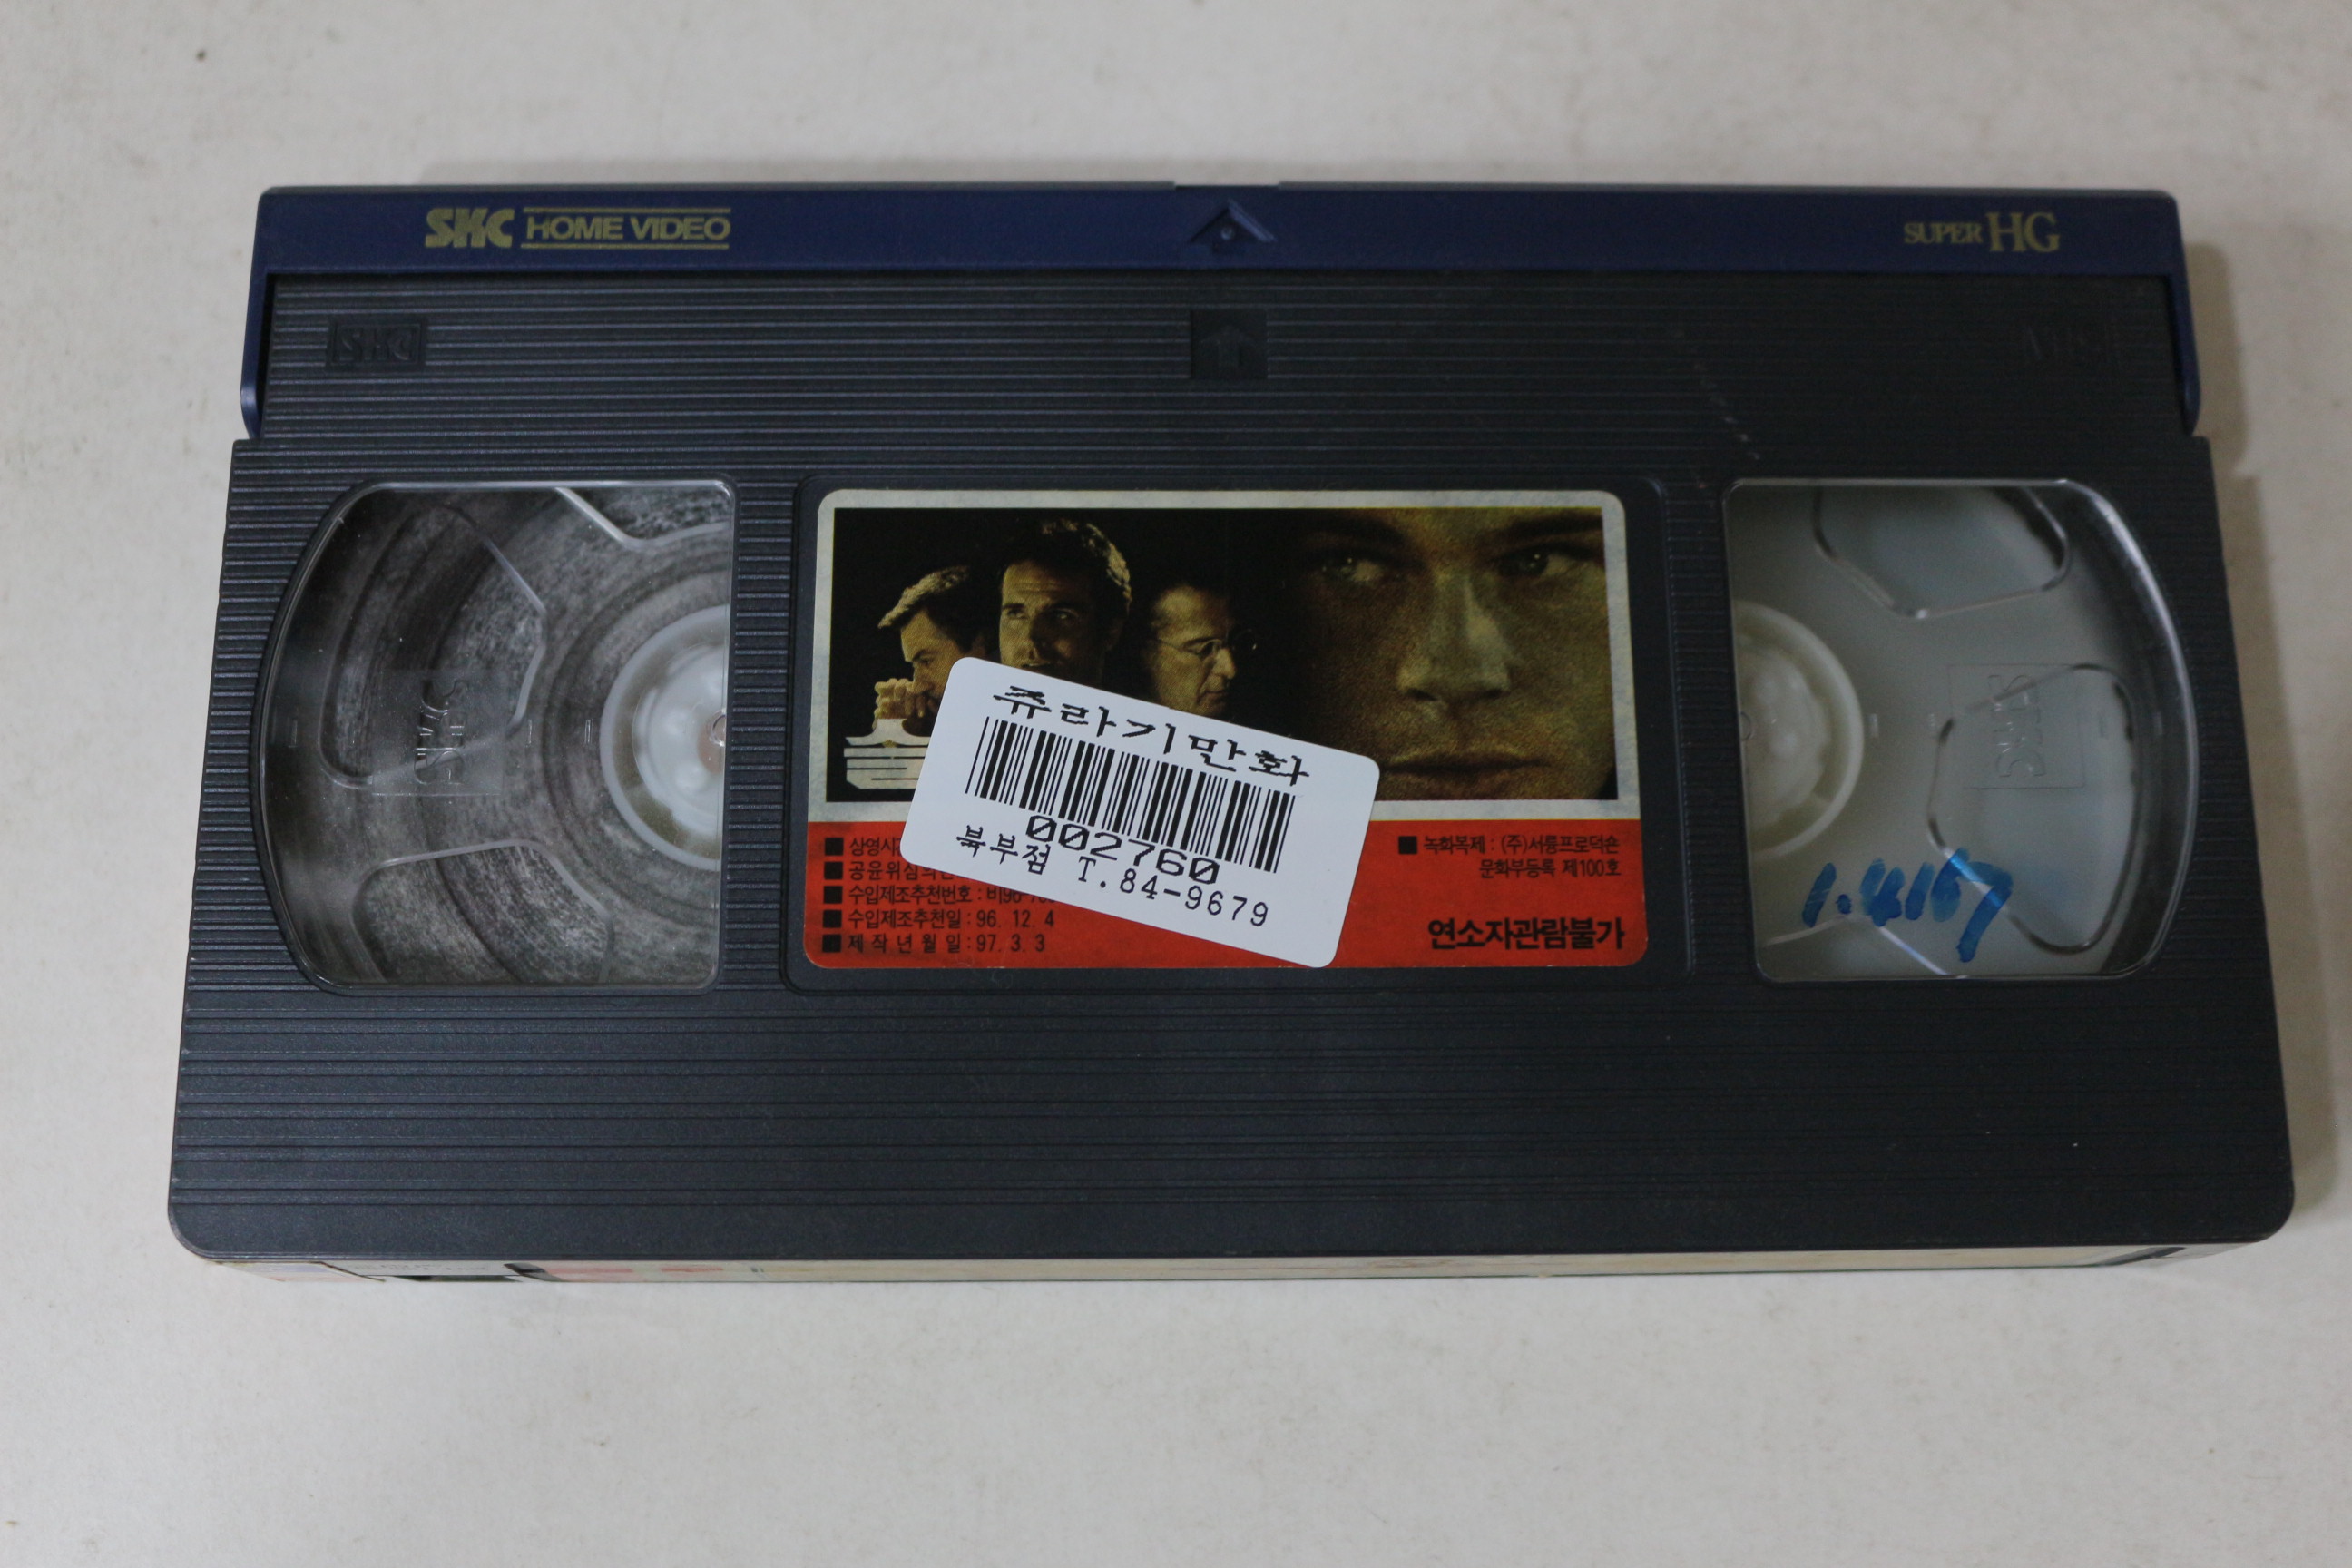 SKC HOME VIDEO
SUPER HG
SKC
슬
쥬라기만화
002760
북부점 T.84-9679
■ 상영시
■ 공윤위심의
■ 수입제조추천번호 : 비96-
■ 수입제조추천일 : 96. 12. 4
■ 제 작 년 월 일 : 97. 3. 3
■ 녹화복제 : (주)서륭프로덕숀
문화부등록 제100호
연소자관람불가
SKC
SKC